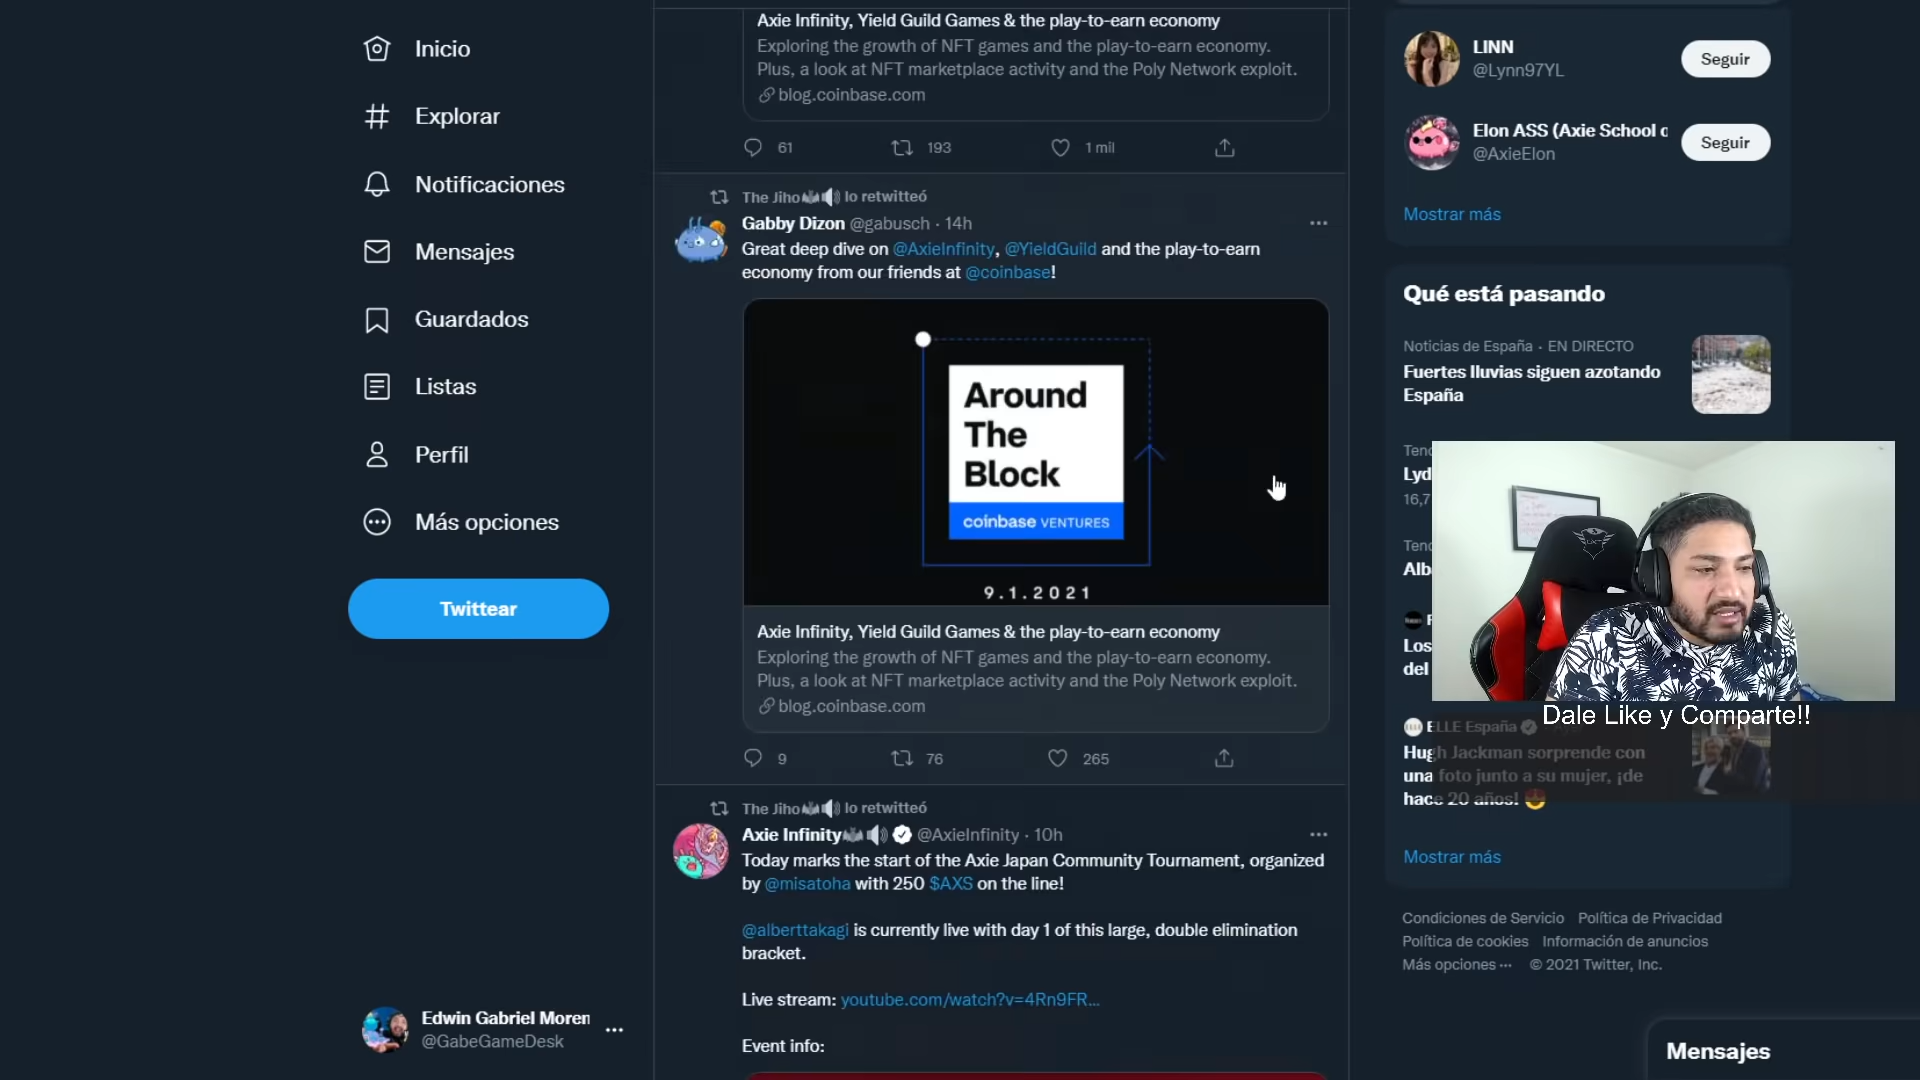 Inicio
Explorar
Notificaciones
Mensajes
Guardados
Listas
Perfil
Más opciones
Twittear
Edwin Gabriel Moren
@GabeGameDesk
Axie Infinity, Yield Guild Games & the play-to-earn economy
Exploring the growth of NFT games and the play-to-earn economy.
Plus, a look at NFT marketplace activity and the Poly Network exploit.
blog.coinbase.com
61 193 1 mil
The Jiho lo retwitteó
Gabby Dizon @gabusch · 14h
Great deep dive on @AxieInfinity, @YieldGuild and the play-to-earn
economy from our friends at @coinbase!
Around
The
Block
coinbase VENTURES
9.1.2021
Axie Infinity, Yield Guild Games & the play-to-earn economy
Exploring the growth of NFT games and the play-to-earn economy.
Plus, a look at NFT marketplace activity and the Poly Network exploit.
blog.coinbase.com
9 76 265
The Jiho lo retwitteó
Axie Infinity @AxieInfinity · 10h
Today marks the start of the Axie Japan Community Tournament, organized
by @misatoha with 250 $AXS on the line!
@alberttakagi is currently live with day 1 of this large, double elimination
bracket.
Live stream: youtube.com/watch?v=4Rn9FR...
Event info:
LINN
@Lynn97YL
Seguir
Elon ASS (Axie School o
@AxieElon
Seguir
Mostrar más
Qué está pasando
Noticias de España · EN DIRECTO
Fuertes lluvias siguen azotando
España
Tend
Lyd
16,7
Tend
Alb
Los
del
Dale Like y Comparte!!
ELLE España
Hugh Jackman sorprende con
una foto junto a su mujer, ¡de
hace 20 años!
Mostrar más
Condiciones de Servicio Política de Privacidad
Política de cookies Información de anuncios
Más opciones ··· © 2021 Twitter, Inc.
Mensajes